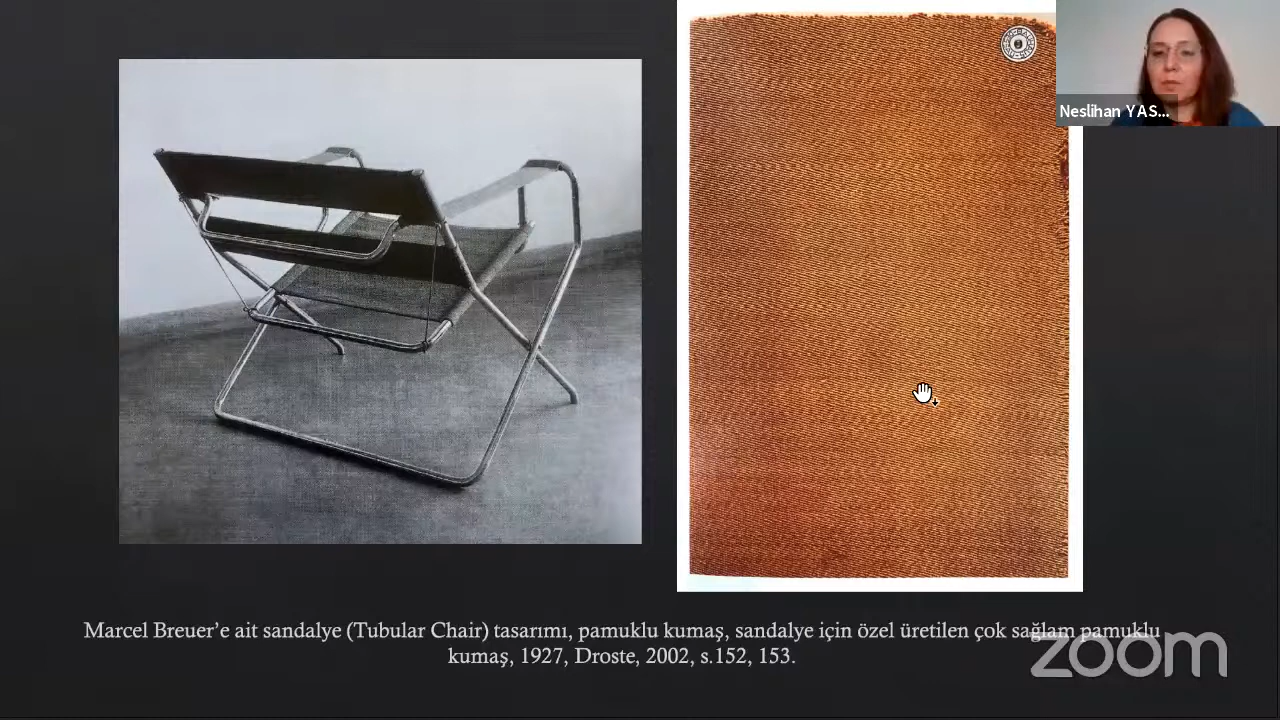 Neslihan YAS...
Marcel Breuer’e ait sandalye (Tubular Chair) tasarımı, pamuklu kumaş, sandalye için özel üretilen çok sağlam pamuklu
kumaş, 1927, Droste, 2002, s.152, 153.
zoom